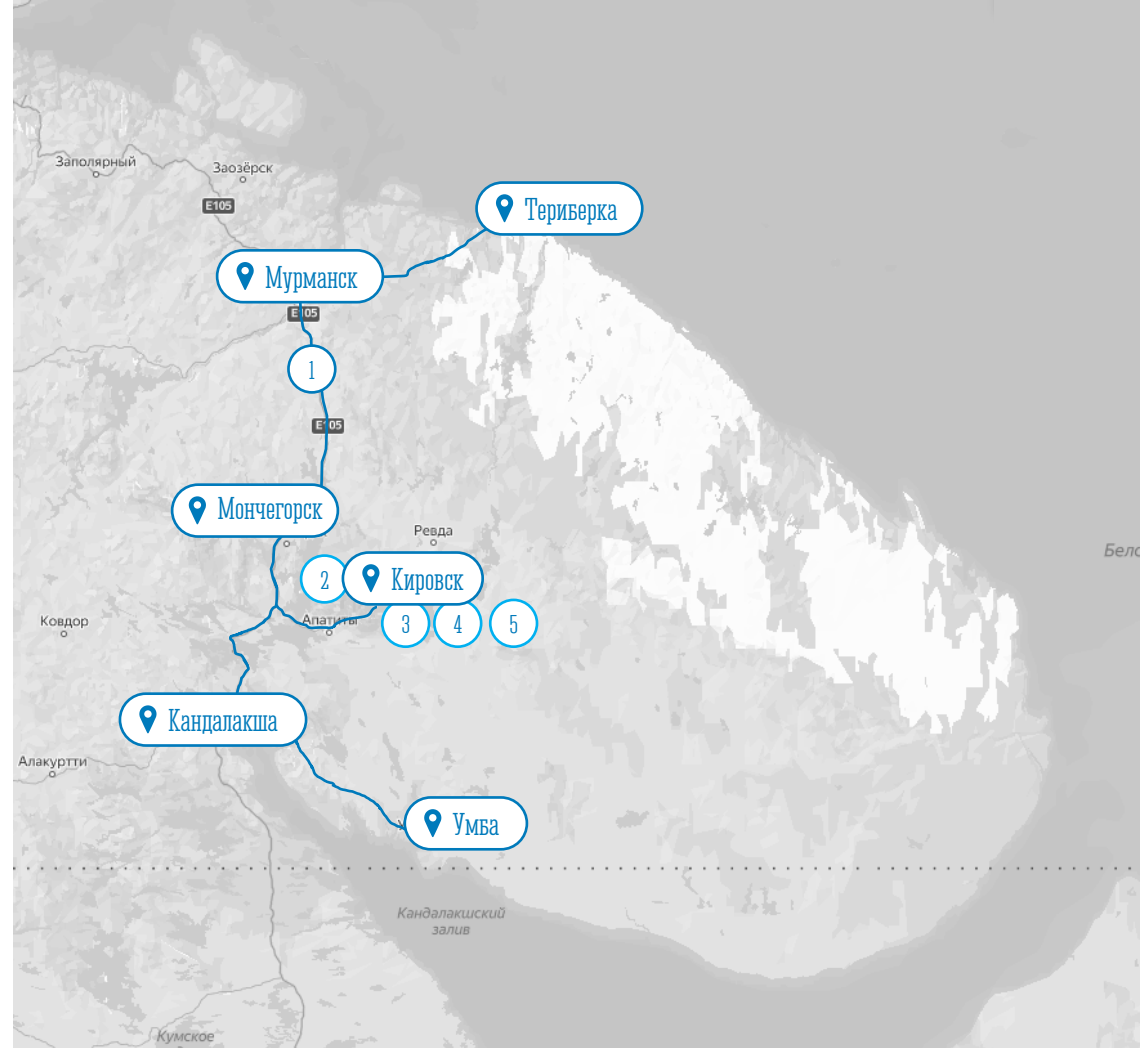 Заполярный
Заозёрск
E105
Териберка
Мурманск
E105
1
E105
Мончегорск
Ревда
Бело
2
Кировск
Ковдор
Апатиты
3
4
5
Кандалакша
Алакуртти
Умба
Кандалакшский
залив
Кумское